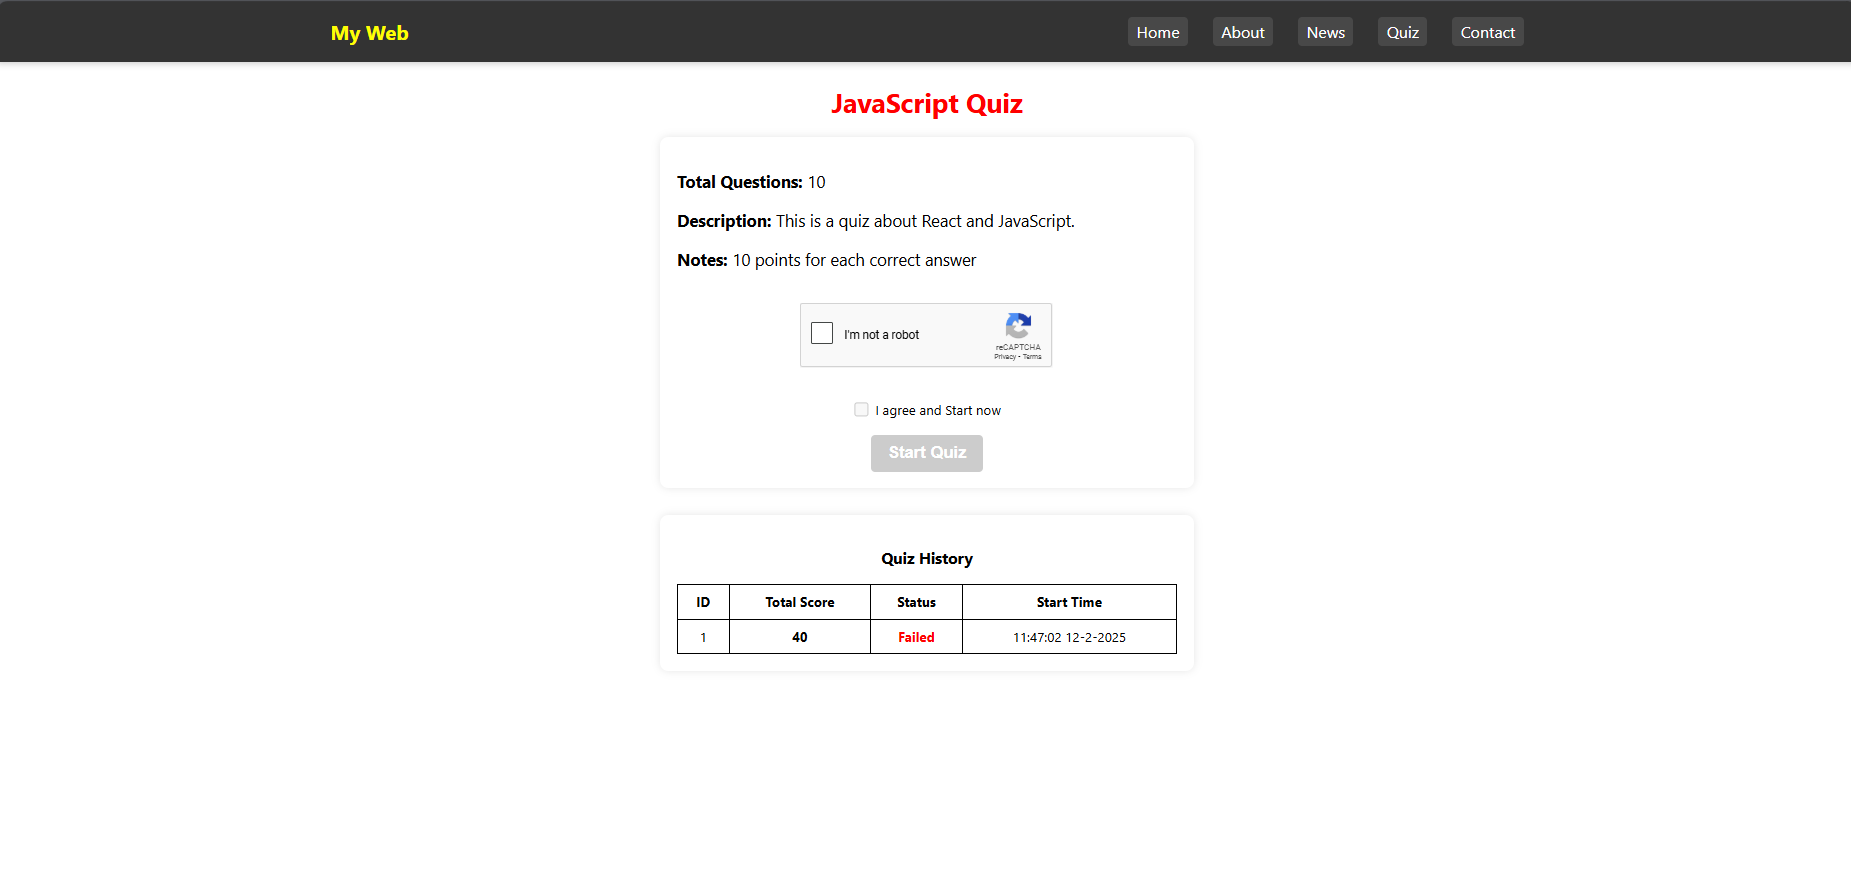 My Web
Home About News Quiz Contact
JavaScript Quiz
Total Questions: 10
Description: This is a quiz about React and JavaScript.
Notes: 10 points for each correct answer
I'm not a robot
reCAPTCHA
Privacy - Terms
I agree and Start now
Start Quiz
Quiz History
ID Total Score Status Start Time
1 40 Failed 11:47:02 12-2-2025